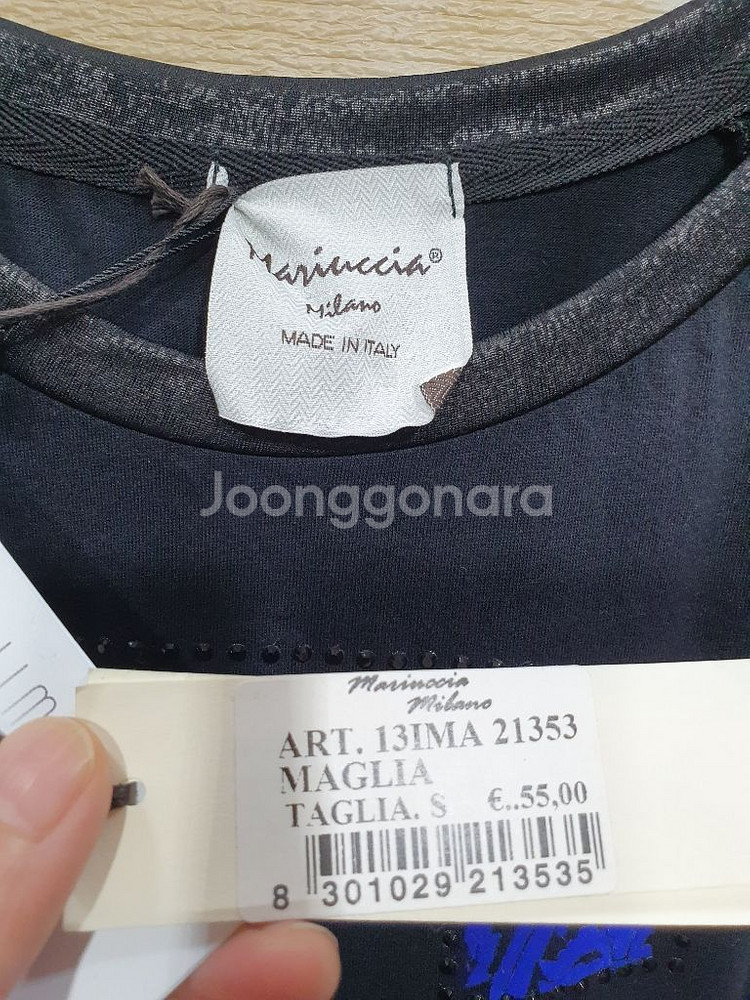 Mariuccia®
Milano
MADE IN ITALY
Joonggonara
Mariuccia
Milano
ART. 13IMA 21353
MAGLIA
TAGLIA. S €..55,00
8 301029 213535